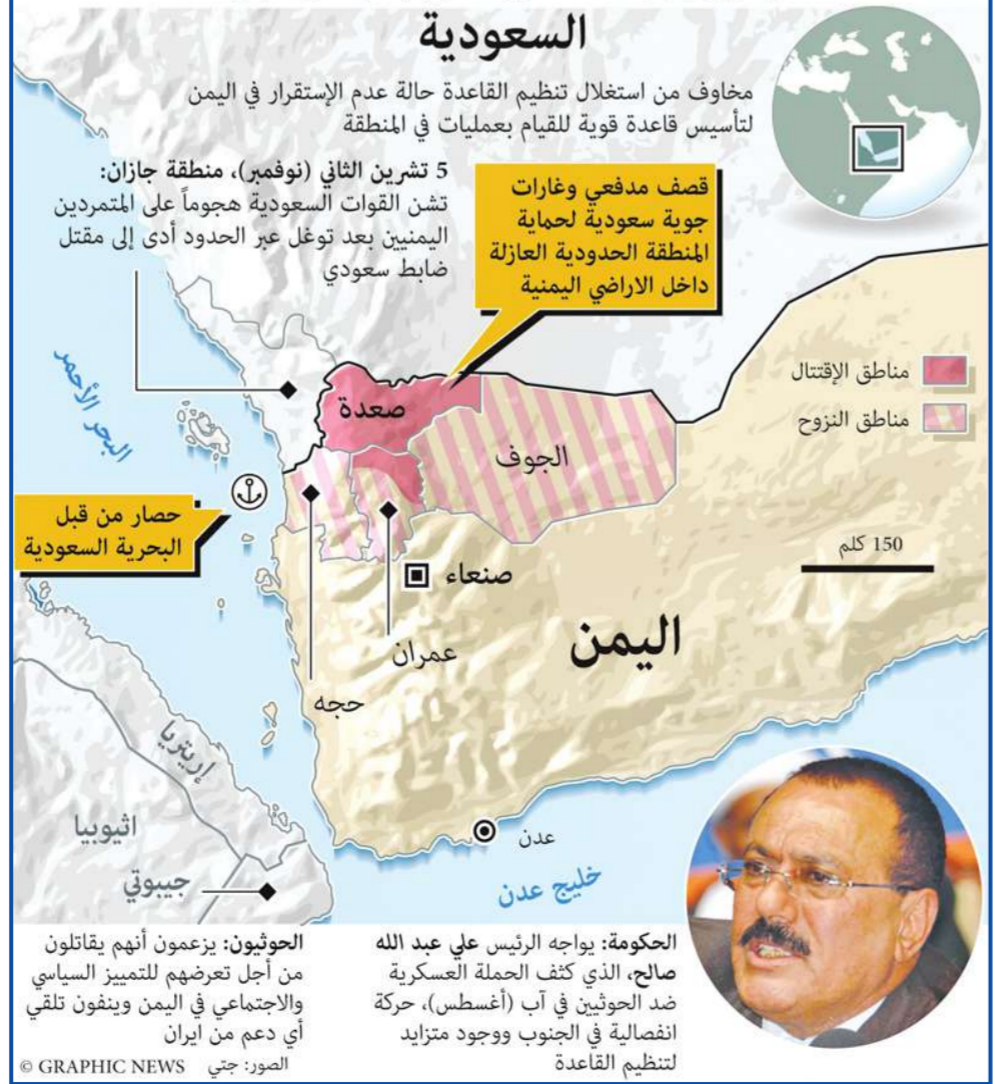 السعودية
مخاوف من استغلال تنظيم القاعدة حالة عدم الإستقرار في اليمن
لتأسيس قاعدة قوية للقيام بعمليات في المنطقة
5 تشرين الثاني (نوفمبر)، منطقة جازان:
تشن القوات السعودية هجوماً على المتمردين
اليمنيين بعد توغل عبر الحدود أدى إلى مقتل
ضابط سعودي
قصف مدفعي وغارات
جوية سعودية لحماية
المنطقة الحدودية العازلة
داخل الاراضي اليمنية
مناطق الإقتتال
مناطق النزوح
البحر الأحمر
صعدة
الجوف
حصار من قبل
البحرية السعودية
150 كلم
صنعاء
اليمن
عمران
حجه
إريتريا
اثيوبيا
جيبوتي
عدن
خليج عدن
الحكومة: يواجه الرئيس علي عبد الله
صالح، الذي كثف الحملة العسكرية
ضد الحوثيين في آب (أغسطس)، حركة
انفصالية في الجنوب ووجود متزايد
لتنظيم القاعدة
الحوثيون: يزعمون أنهم يقاتلون
من أجل تعرضهم للتمييز السياسي
والاجتماعي في اليمن وينفون تلقي
أي دعم من ايران
الصور: جتي
© GRAPHIC NEWS